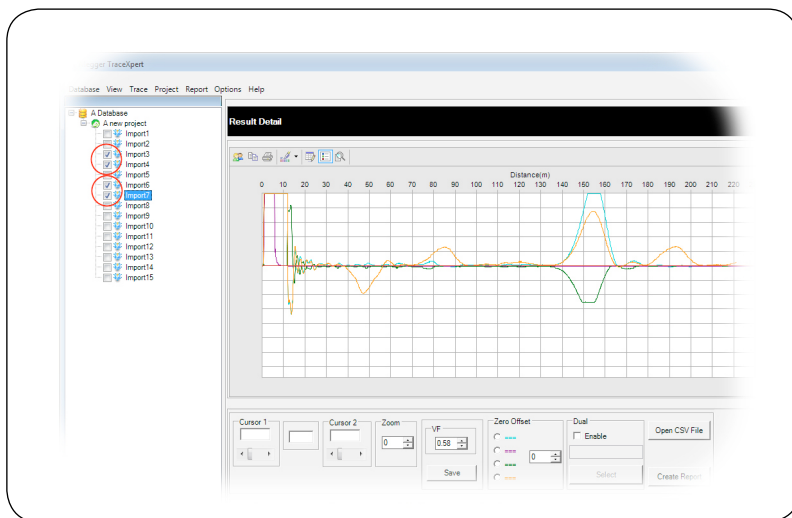 TraceXpert
Database View Trace Project Report Options Help
A Database
A new project
Import1
Import2
Import3
Import4
Import5
Import6
Import7
Import8
Import9
Import10
Import11
Import12
Import13
Import14
Import15
Result Detail
Distance(m)
0 10 20 30 40 50 60 70 80 90 100 110 120 130 140 150 160 170 180 190 200 210 220
Cursor 1
Cursor 2
Zoom
0
VF
0.58
Save
Zero Offset
0
Dual
Enable
Select
Open CSV File
Create Report